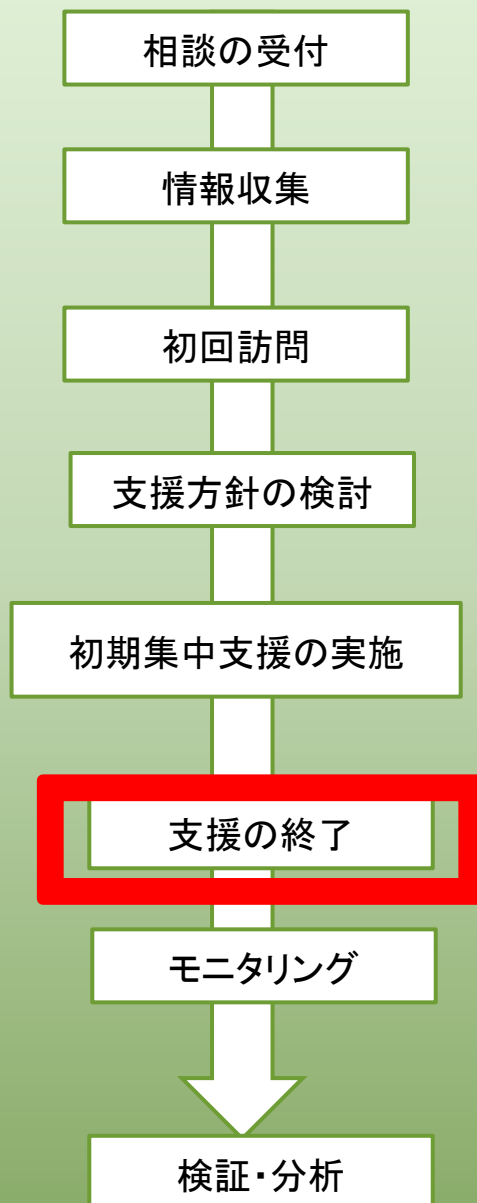 相談の受付
情報収集
初回訪問
支援方針の検討
初期集中支援の実施
支援の終了
モニタリング
検証・分析